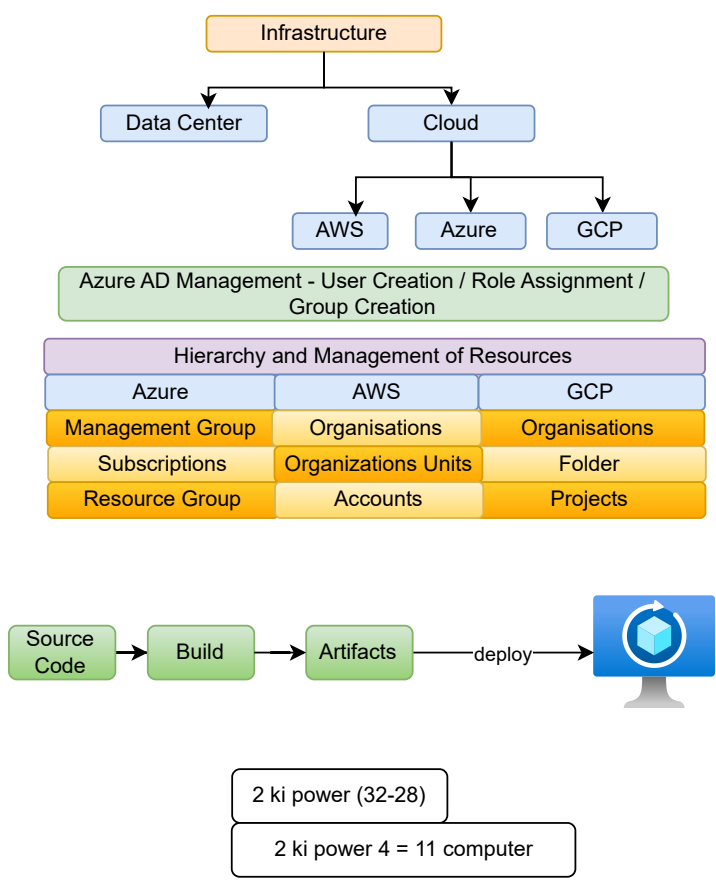 Infrastructure
Data Center
Cloud
AWS
Azure
GCP
Azure AD Management - User Creation / Role Assignment /
Group Creation
Hierarchy and Management of Resources
Azure
AWS
GCP
Management Group
Organisations
Organisations
Subscriptions
Organizations Units
Folder
Resource Group
Accounts
Projects
Source
Code
Build
Artifacts
deploy
2 ki power (32-28)
2 ki power 4 = 11 computer